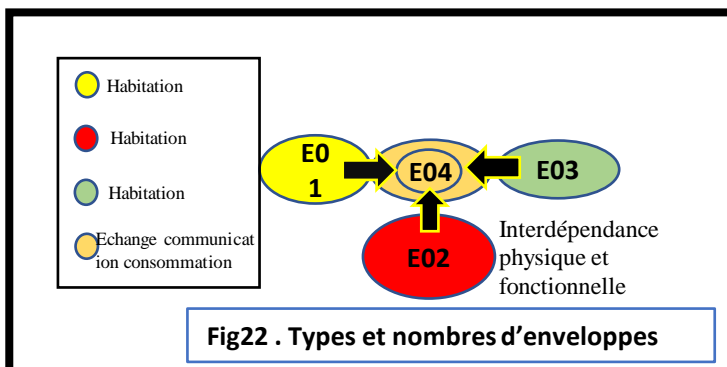 Habitation
Habitation
Habitation
Echange communicat
ion consommation
E0
1
E04
E03
E02
Interdépendance
physique et
fonctionnelle
Fig22 . Types et nombres d’enveloppes